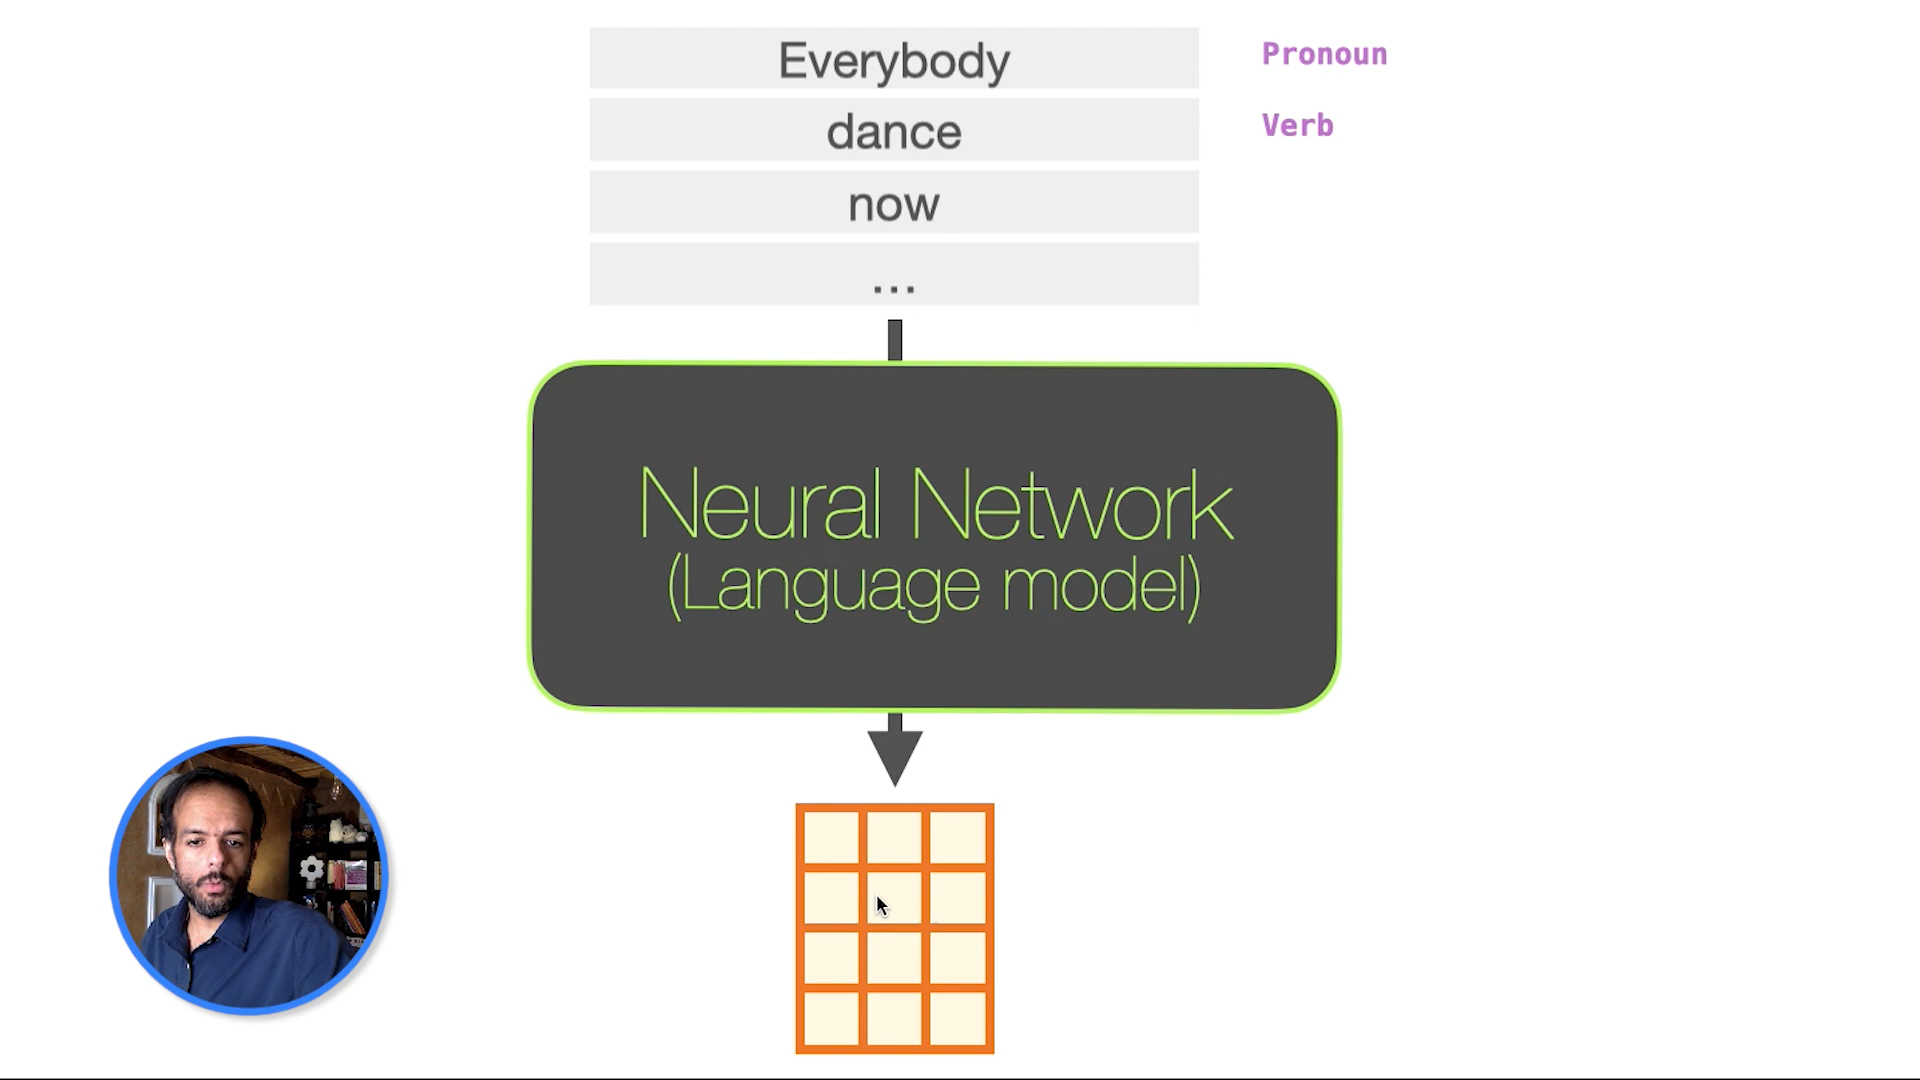 Everybody
Pronoun
dance
Verb
now
...
Neural Network
(Language model)